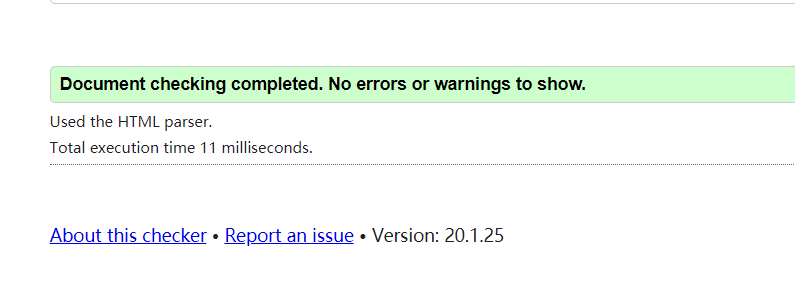 Document checking completed. No errors or warnings to show.
Used the HTML parser.
Total execution time 11 milliseconds.
About this checker • Report an issue • Version: 20.1.25